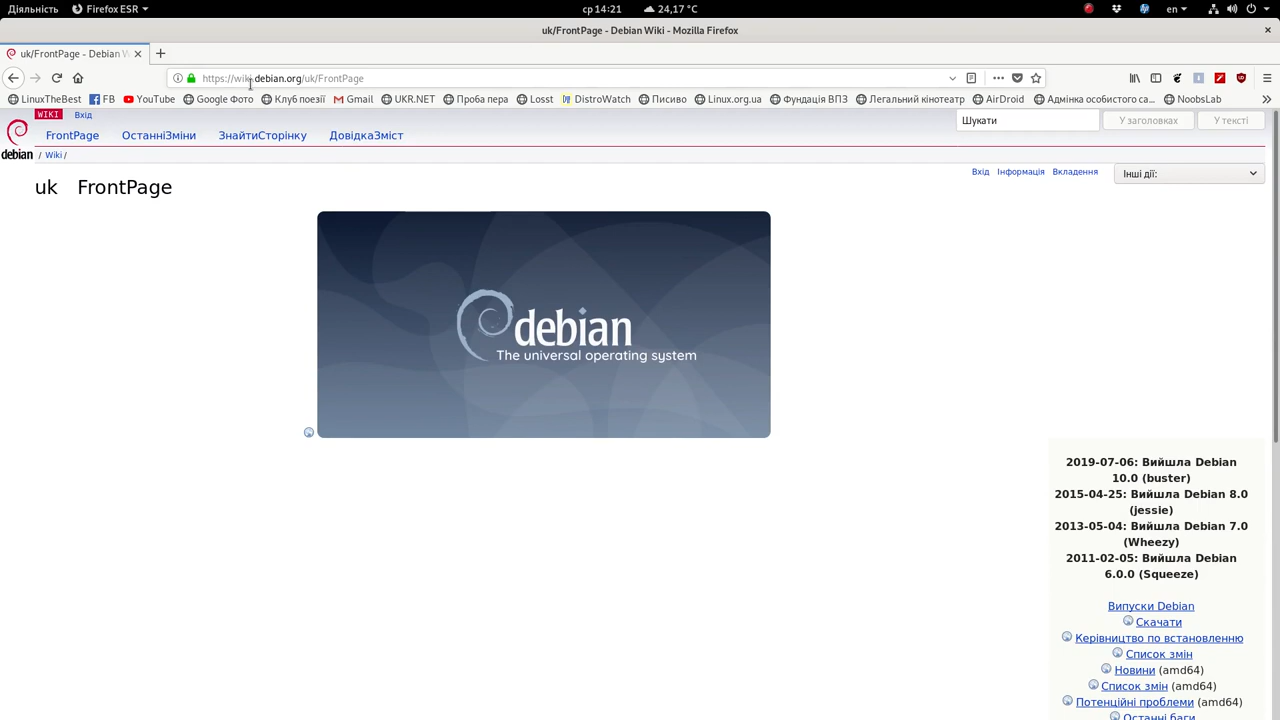 Діяльність Firefox ESR ср 14:21 24,17 °C en
uk/FrontPage - Debian Wiki - Mozilla Firefox
uk/FrontPage - Debian W
https://wiki.debian.org/uk/FrontPage
LinuxTheBest FB YouTube Google Фото Клуб поезії Gmail UKR.NET Проба пера Losst DistroWatch Писиво Linux.org.ua Фундація ВПЗ Легальний кінотеатр AirDroid Адмінка особистого са... NoobsLab
WIKI Вхід
FrontPage ОстанніЗміни ЗнайтиСторінку ДовідкаЗміст Шукати У заголовках У тексті
debian / Wiki /
Вхід Інформація Вкладення Інші дії:
uk FrontPage
debian
The universal operating system
2019-07-06: Вийшла Debian
10.0 (buster)
2015-04-25: Вийшла Debian 8.0
(jessie)
2013-05-04: Вийшла Debian 7.0
(Wheezy)
2011-02-05: Вийшла Debian
6.0.0 (Squeeze)
Випуски Debian
Скачати
Керівництво по встановленню
Список змін
Новини (amd64)
Список змін (amd64)
Потенційні проблеми (amd64)
Останні баги